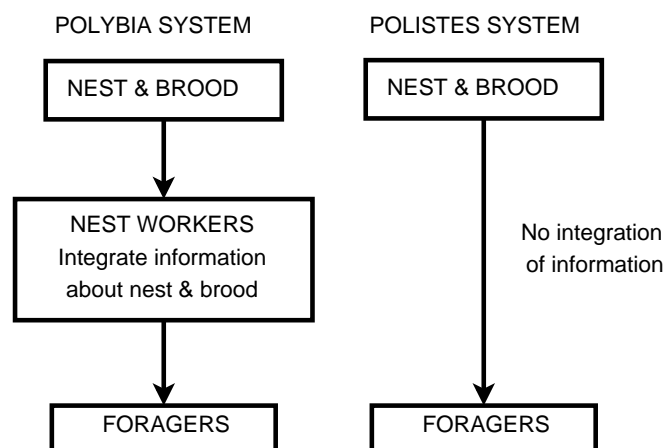 POLYBIA SYSTEM
NEST & BROOD
NEST WORKERS
Integrate information
about nest & brood
FORAGERS
POLISTES SYSTEM
NEST & BROOD
No integration
of information
FORAGERS